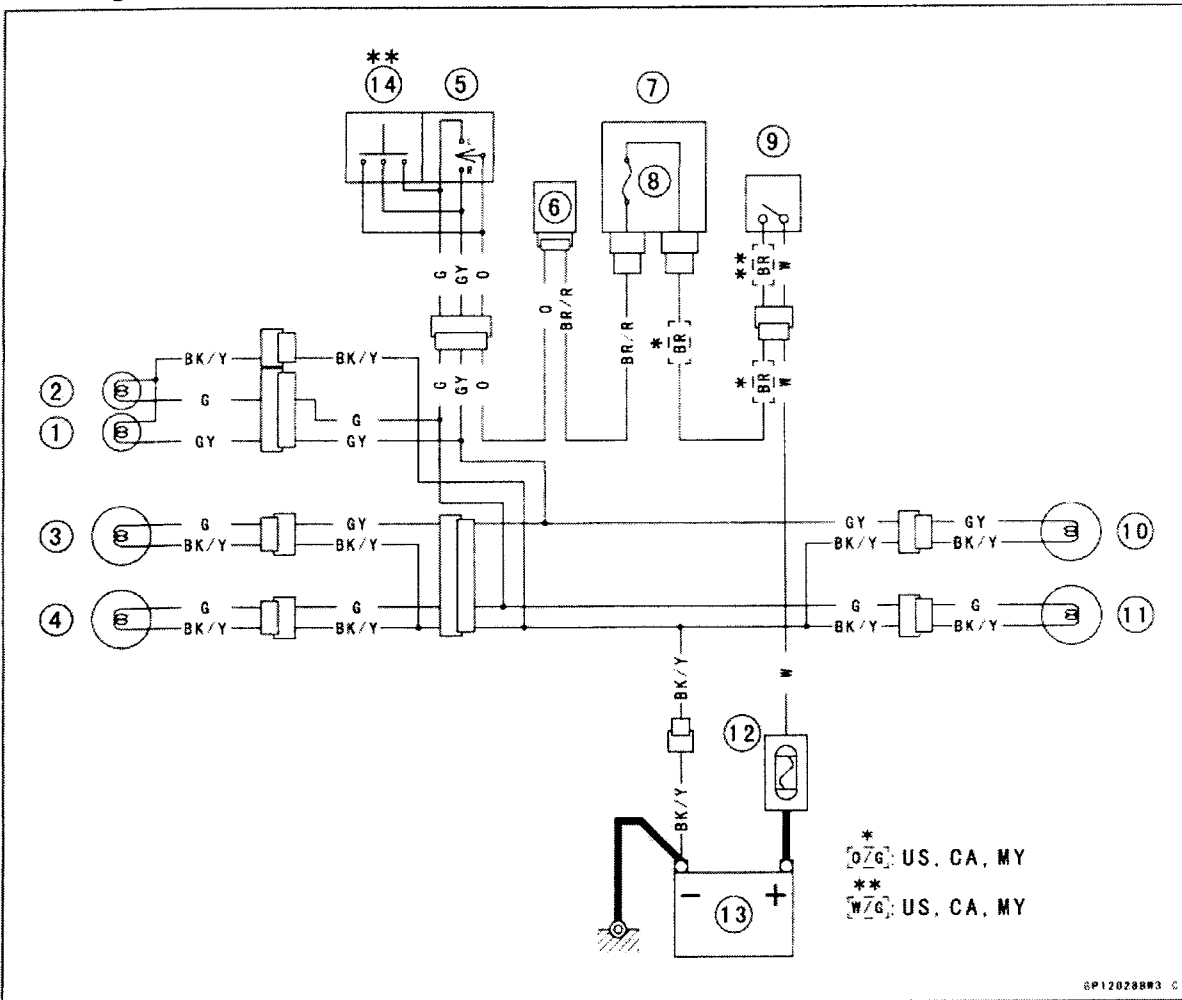 **
14 5 7
9
8
6
G GY O
O BR/R BR/R * BR ** BR W
* BR W
BK/Y BK/Y
G GY O
2 G G
1 GY GY
3 G GY GY GY 10
BK/Y BK/Y BK/Y BK/Y
4 G G G G 11
BK/Y BK/Y BK/Y BK/Y
BK/Y W
12
BK/Y
*
O/G: US, CA, MY
**
W/G: US, CA, MY
- 13 +
GP12028BW3 C